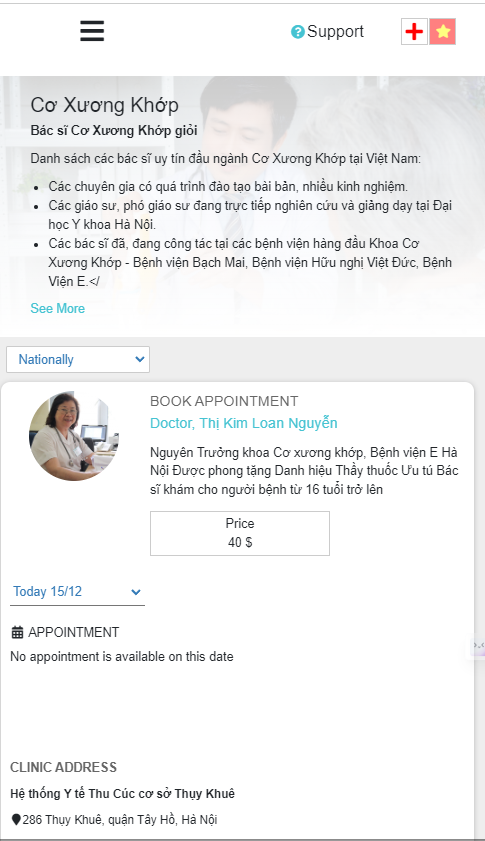 Support
Cơ Xương Khớp
Bác sĩ Cơ Xương Khớp giỏi
Danh sách các bác sĩ uy tín đầu ngành Cơ Xương Khớp tại Việt Nam:
Các chuyên gia có quá trình đào tạo bài bản, nhiều kinh nghiệm.
Các giáo sư, phó giáo sư đang trực tiếp nghiên cứu và giảng dạy tại Đại
học Y khoa Hà Nội.
Các bác sĩ đã, đang công tác tại các bệnh viện hàng đầu Khoa Cơ
Xương Khớp - Bệnh viện Bạch Mai, Bệnh viện Hữu nghị Việt Đức, Bệnh
Viện E.</
See More
Nationally
BOOK APPOINTMENT
Doctor, Thị Kim Loan Nguyễn
Nguyên Trưởng khoa Cơ xương khớp, Bệnh viện E Hà
Nội Được phong tặng Danh hiệu Thầy thuốc Ưu tú Bác
sĩ khám cho người bệnh từ 16 tuổi trở lên
Price
40 $
Today 15/12
APPOINTMENT
No appointment is available on this date
CLINIC ADDRESS
Hệ thống Y tế Thu Cúc cơ sở Thụy Khuê
286 Thụy Khuê, quận Tây Hồ, Hà Nội